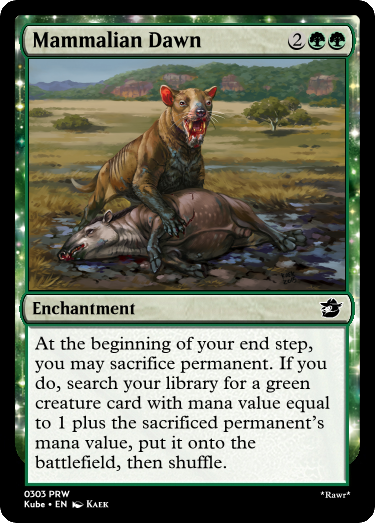 Mammalian Dawn 2
Enchantment
At the beginning of your end step,
you may sacrifice permanent. If you
do, search your library for a green
creature card with mana value equal
to 1 plus the sacrificed permanent's
mana value, put it onto the
battlefield, then shuffle.
0303 PRW
Kube • EN KAEK
*Rawr*